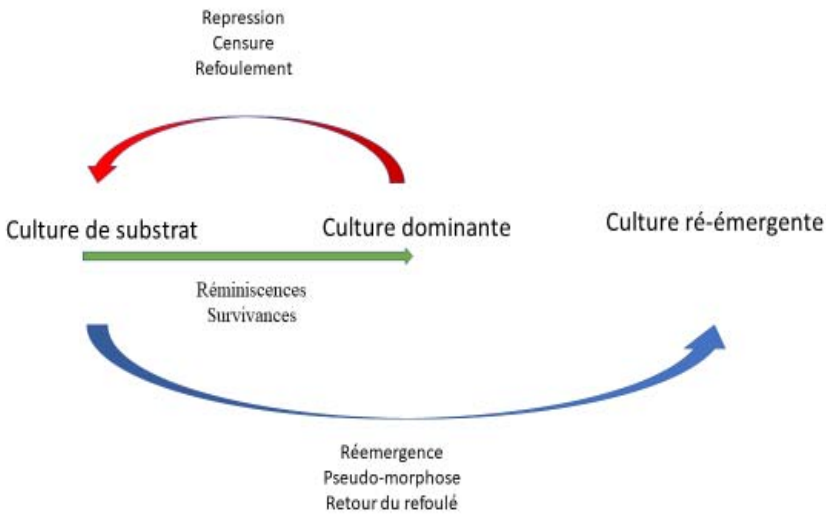 Repression
Censure
Refoulement
Culture de substrat
Culture dominante
Culture ré-émergente
Réminiscences
Survivances
Réemergence
Pseudo-morphose
Retour du refoulé